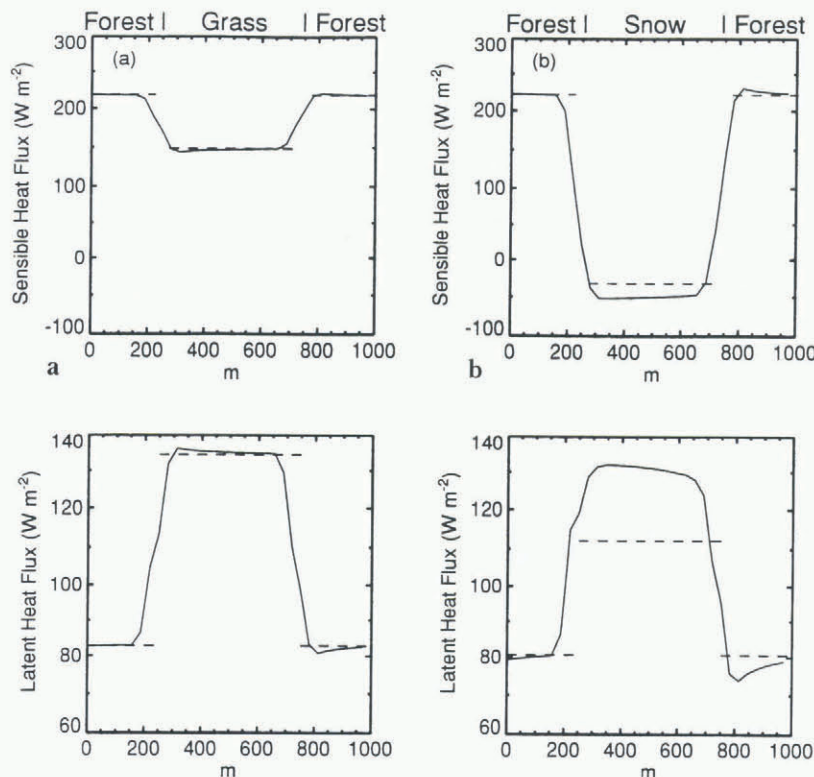 Forest | Grass | Forest
300
(a)
200
100
0
-100
Sensible Heat Flux (W m-2)
0 200 400 600 800 1000
a
m
Forest | Snow | Forest
300
(b)
200
100
0
-100
Sensible Heat Flux (W m-2)
0 200 400 600 800 1000
b
m
140
120
100
80
60
Latent Heat Flux (W m-2)
0 200 400 600 800 1000
m
140
120
100
80
60
Latent Heat Flux (W m-2)
0 200 400 600 800 1000
m